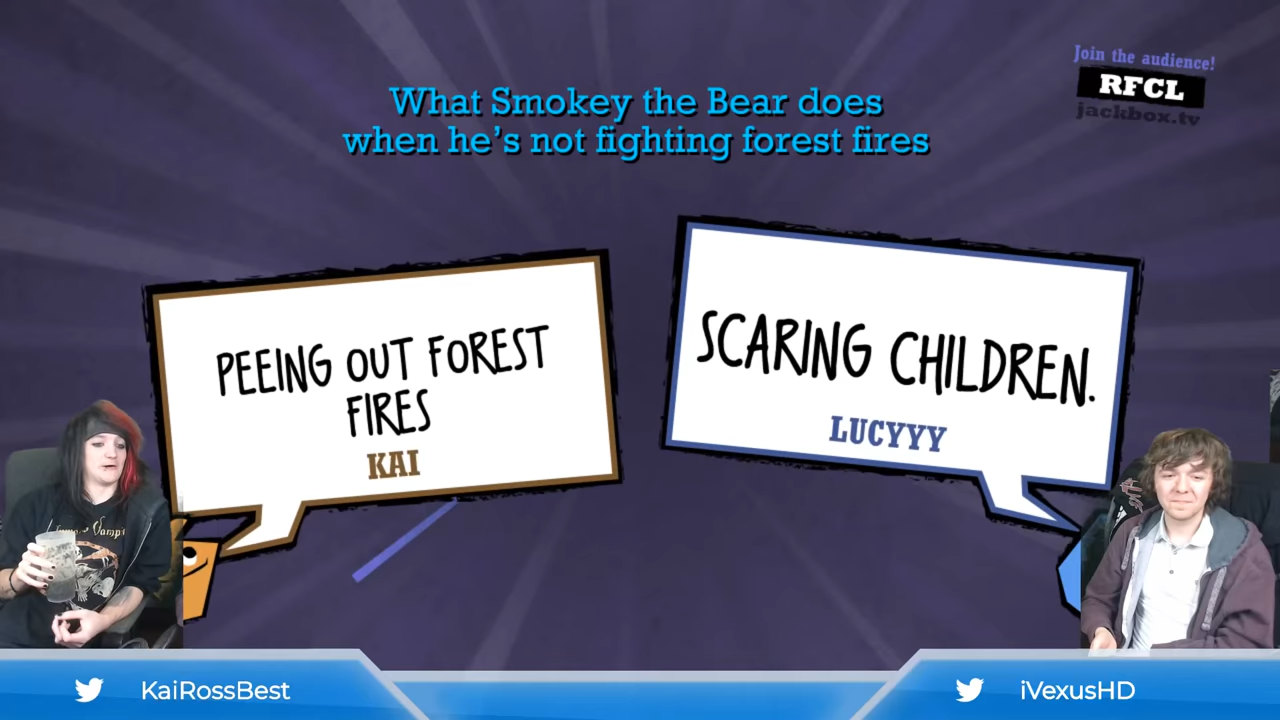 Join the audience!
RFCL
jackbox.tv
What Smokey the Bear does
when he's not fighting forest fires
PEEING OUT FOREST
FIRES
KAI
SCARING CHILDREN.
LUCYYY
KaiRossBest
iVexusHD